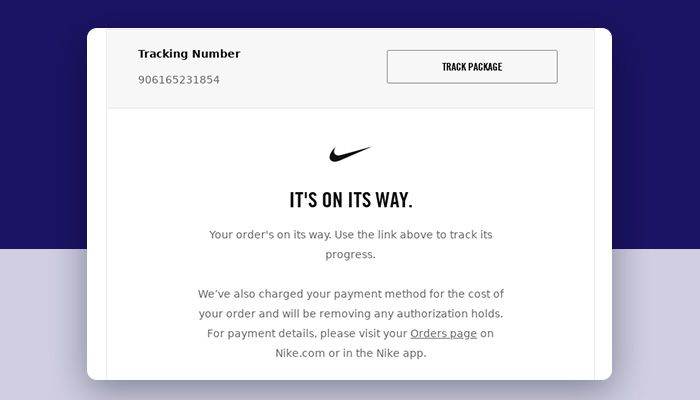 Tracking Number
906165231854
TRACK PACKAGE
IT'S ON ITS WAY.
Your order's on its way. Use the link above to track its
progress.
We’ve also charged your payment method for the cost of
your order and will be removing any authorization holds.
For payment details, please visit your Orders page on
Nike.com or in the Nike app.